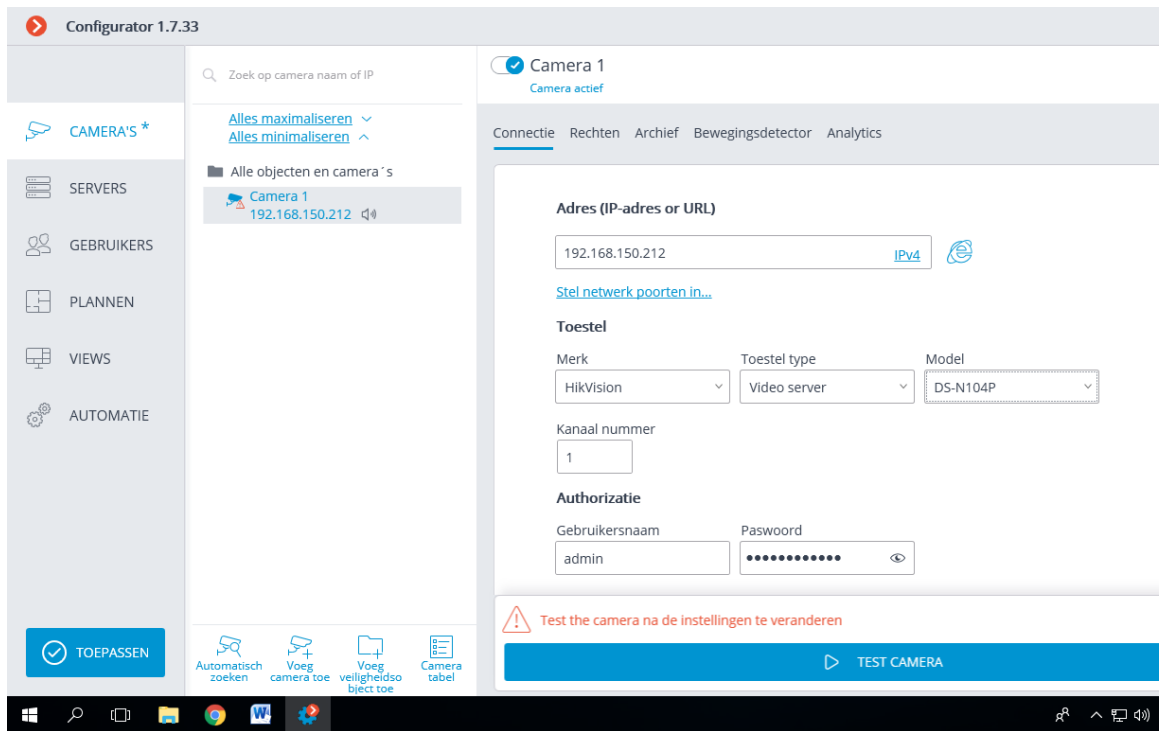 Configurator 1.7.33
CAMERA'S *
SERVERS
GEBRUIKERS
PLANNEN
VIEWS
AUTOMATIE
TOEPASSEN
Zoek op camera naam of IP
Alles maximaliseren
Alles minimaliseren
Alle objecten en camera´s
Camera 1
192.168.150.212
Automatisch
zoeken
Voeg
camera toe
Voeg
veiligheidso
bject toe
Camera
tabel
Camera 1
Camera actief
Connectie Rechten Archief Bewegingsdetector Analytics
Adres (IP-adres or URL)
192.168.150.212 IPv4
Stel netwerk poorten in...
Toestel
Merk Toestel type Model
HikVision Video server DS-N104P
Kanaal nummer
1
Authorizatie
Gebruikersnaam Paswoord
admin ••••••••••••
Test the camera na de instellingen te veranderen
TEST CAMERA